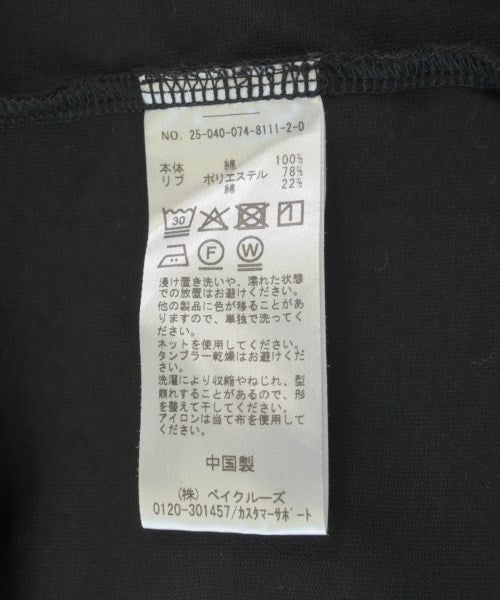 NO. 25-040-074-8111-2-0
本体 綿 100%
リブ ポリエステル 78%
綿 22%
30
F W
浸け置き洗いや、濡れた状態
での放置はお避けください。
他の製品に色が移ることがあ
りますので、単独で洗ってく
ださい。
ネットを使用してください。
タンブラー乾燥はお避けくだ
さい。
洗濯により収縮やねじれ、型
崩れすることがあるので、形
を整えて干してください。
アイロンは当て布を使用して
ください。
中国製
(株) ベイクルーズ
0120-301457/カスタマーサポート